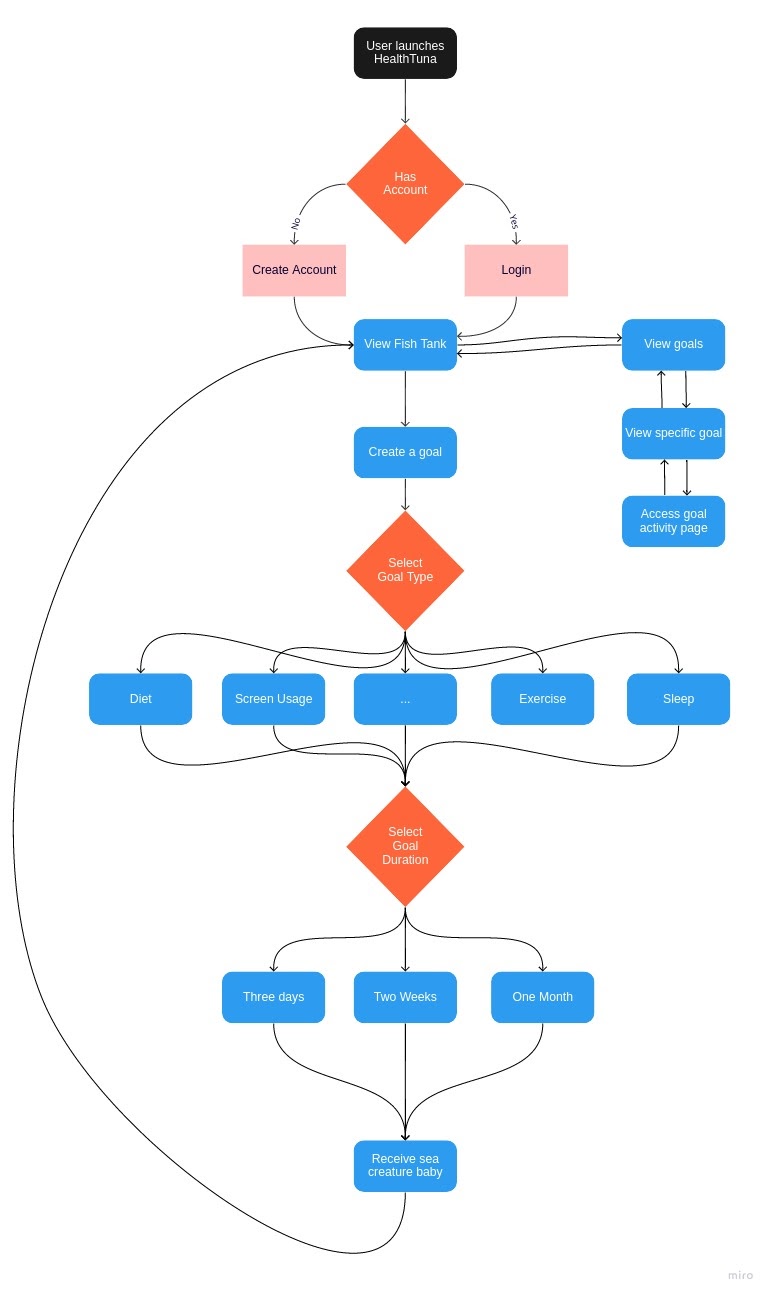 User launches
HealthTuna
Has
Account
No
Yes
Create Account
Login
View Fish Tank
View goals
Create a goal
View specific goal
Access goal
activity page
Select
Goal Type
Diet
Screen Usage
...
Exercise
Sleep
Select
Goal
Duration
Three days
Two Weeks
One Month
Receive sea
creature baby
miro